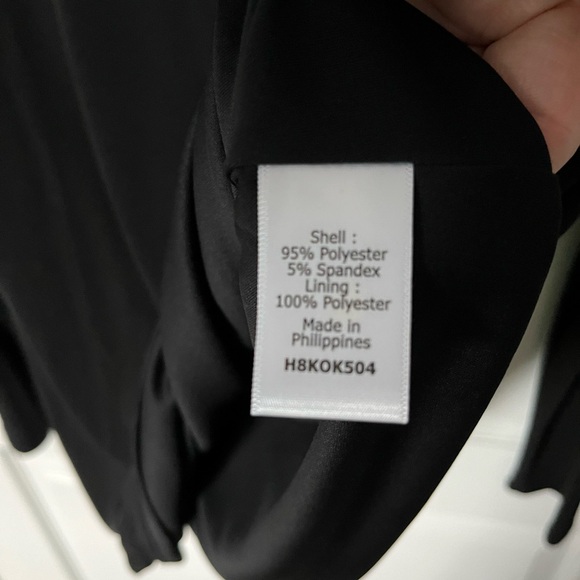 Shell :
95% Polyester
5% Spandex
Lining :
100% Polyester
Made in
Philippines
H8KOK504